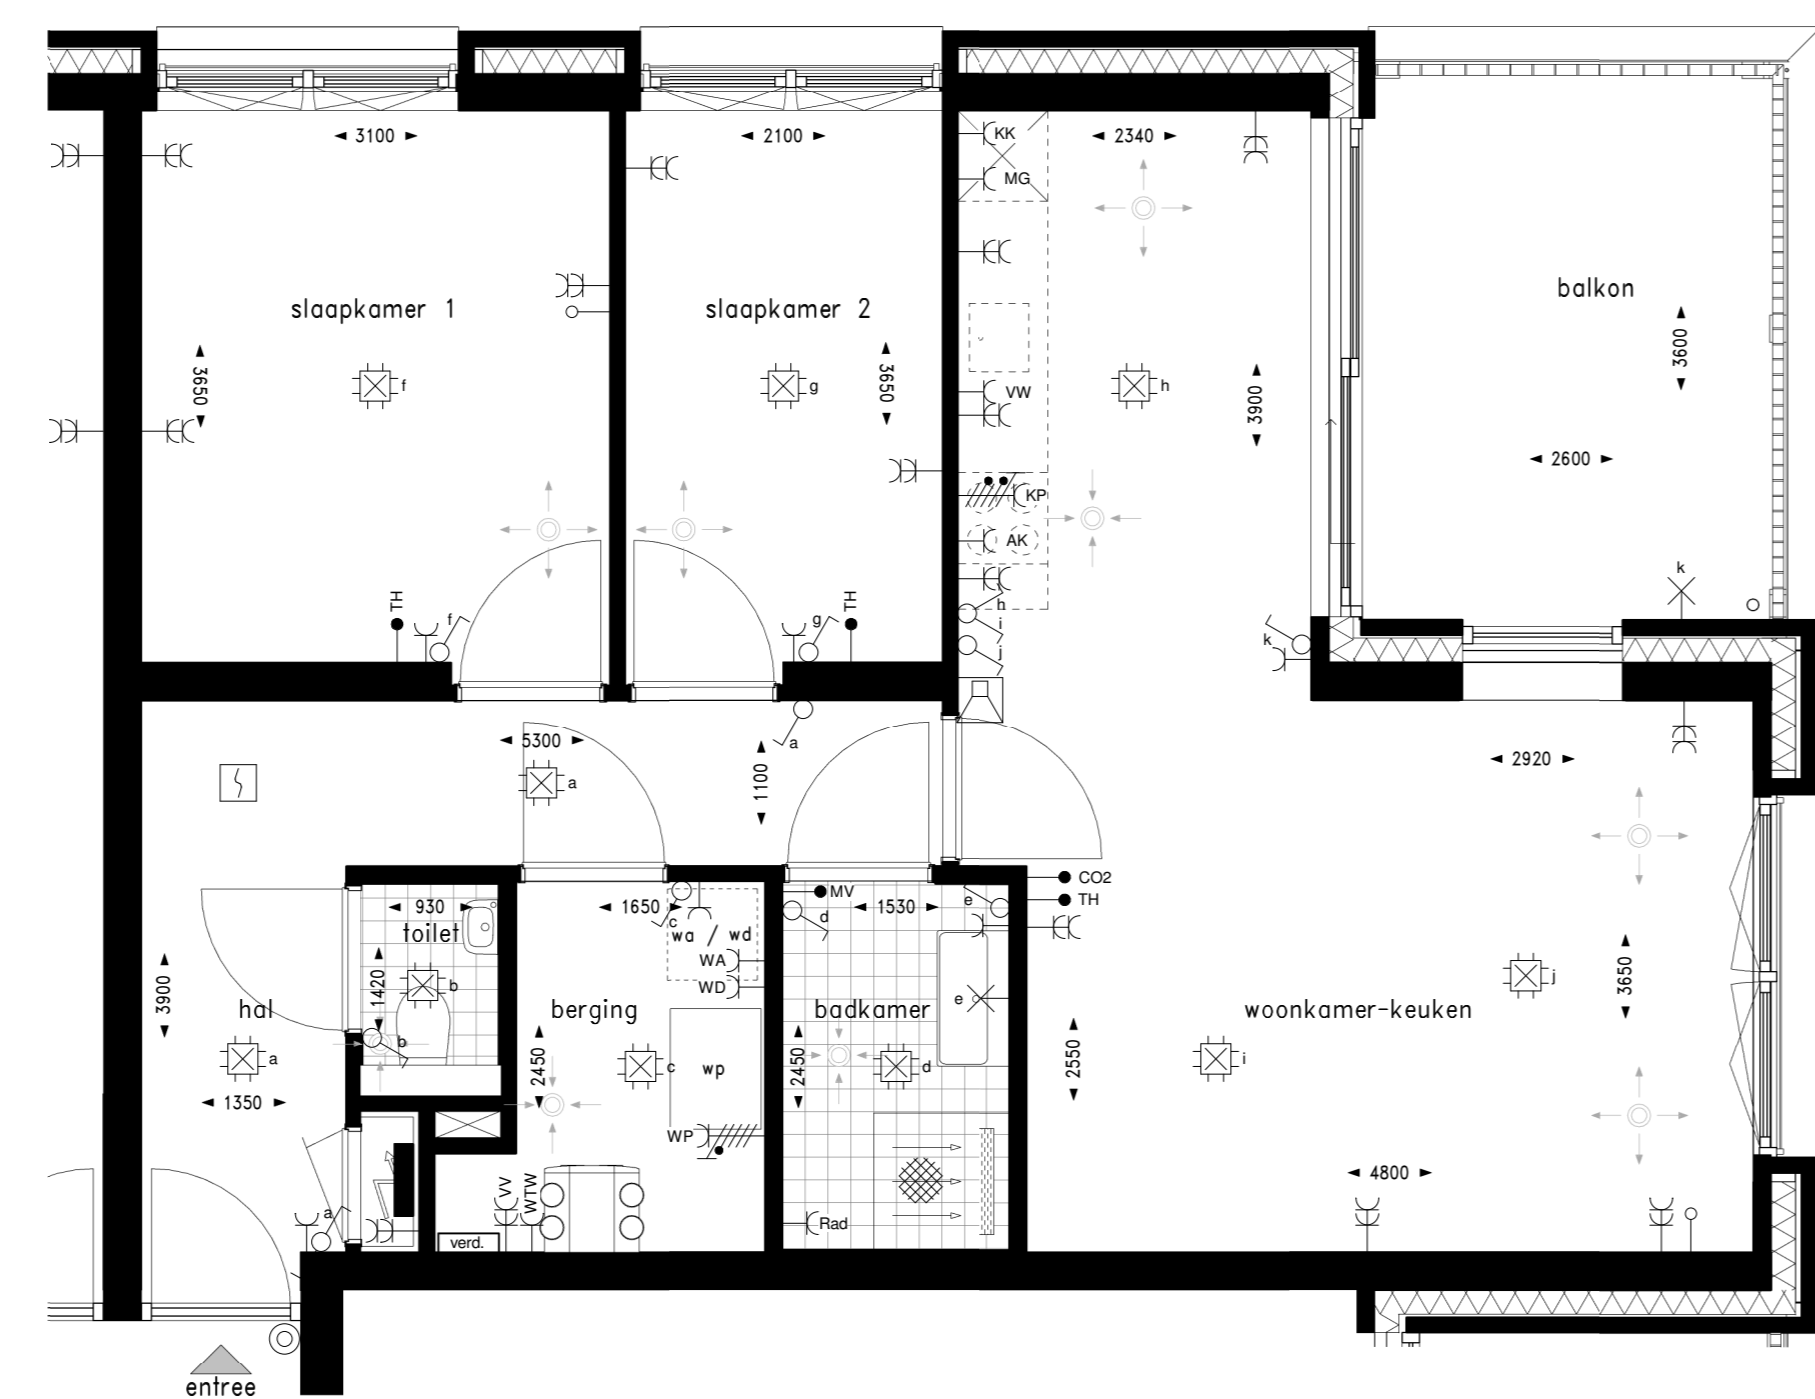 3100
2100
KK
2340
MG
balkon
slaapkamer 1
slaapkamer 2
3600
3650
f
g
3650
VW
h
3900
2600
KP
AK
k
TH
f
g
TH
h
i
j
k
a
5300
2920
a
1100
CO2
TH
MV
930
1650
c
d
1530
e
toilet
wa / wd
WA
WD
1420
b
3900
hal
berging
badkamer
e
woonkamer-keuken
j
3650
b
a
2450
c
wp
2450
d
2550
i
1350
WP
4800
VV
WTW
a
Rad
verd.
entree